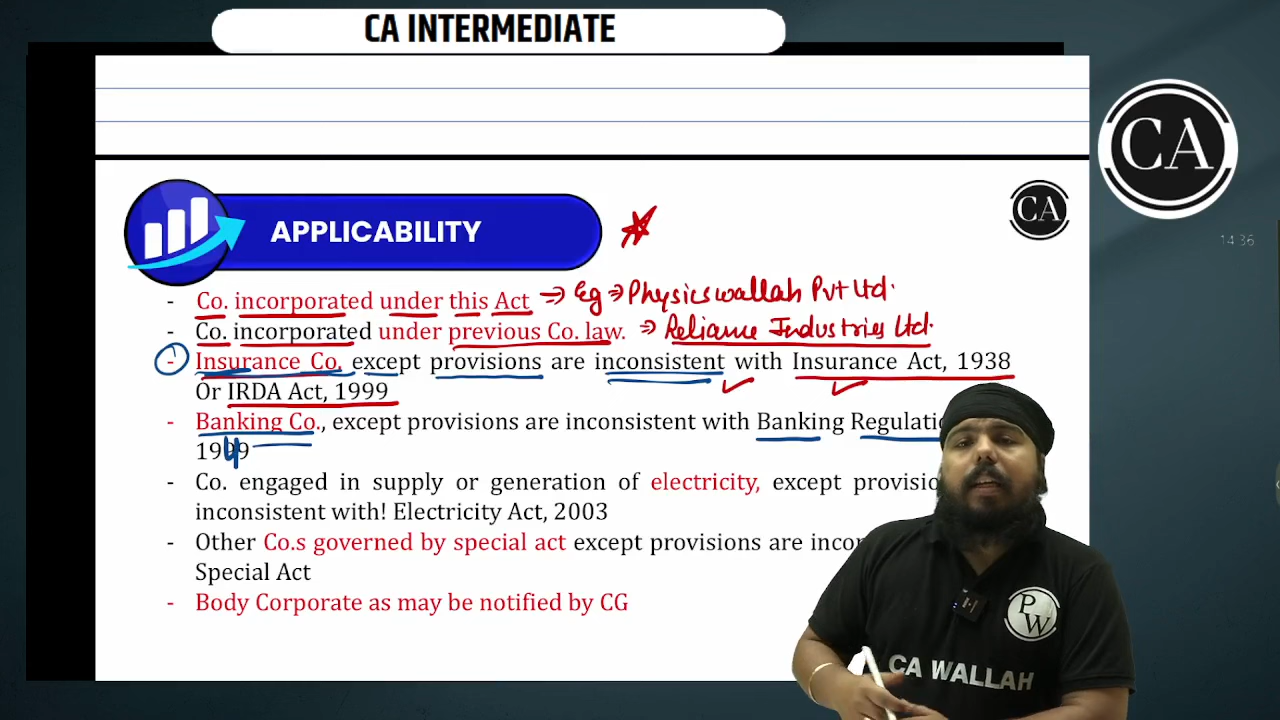 CA INTERMEDIATE
CA
14:36
APPLICABILITY
CA
- Co. incorporated under this Act ⇒ Eg ⇒ Physicswallah Pvt Ltd.
- Co. incorporated under previous Co. law. ⇒ Reliance Industries Ltd.
- Insurance Co. except provisions are inconsistent with Insurance Act, 1938
Or IRDA Act, 1999
- Banking Co., except provisions are inconsistent with Banking
1949
- Co. engaged in supply or generation of electricity, except
inconsistent with! Electricity Act, 2003
- Other Co.s governed by special act except provisions are
Special Act
- Body Corporate as may be notified by CG
PW
CA WALLAH